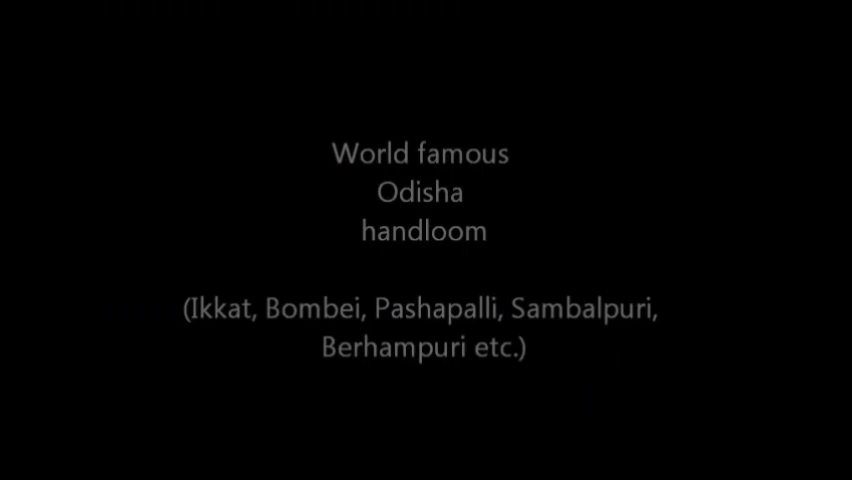 World famous
Odisha
handloom
(Ikkat, Bombei, Pashapalli, Sambalpuri,
Berhampuri etc.)